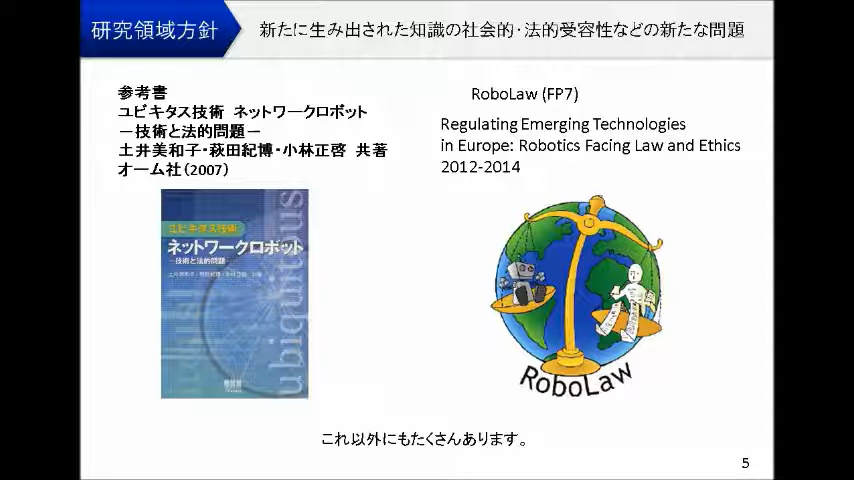 研究領域方針
新たに生み出された知識の社会的・法的受容性などの新たな問題
参考書
ユビキタス技術 ネットワークロボット
－技術と法的問題－
土井美和子・萩田紀博・小林正啓 共著
オーム社(2007)
ユビキタス技術
ネットワークロボット
－技術と法的問題－
ubiquitous
RoboLaw (FP7)
Regulating Emerging Technologies
in Europe: Robotics Facing Law and Ethics
2012-2014
RoboLaw
これ以外にもたくさんあります。
5